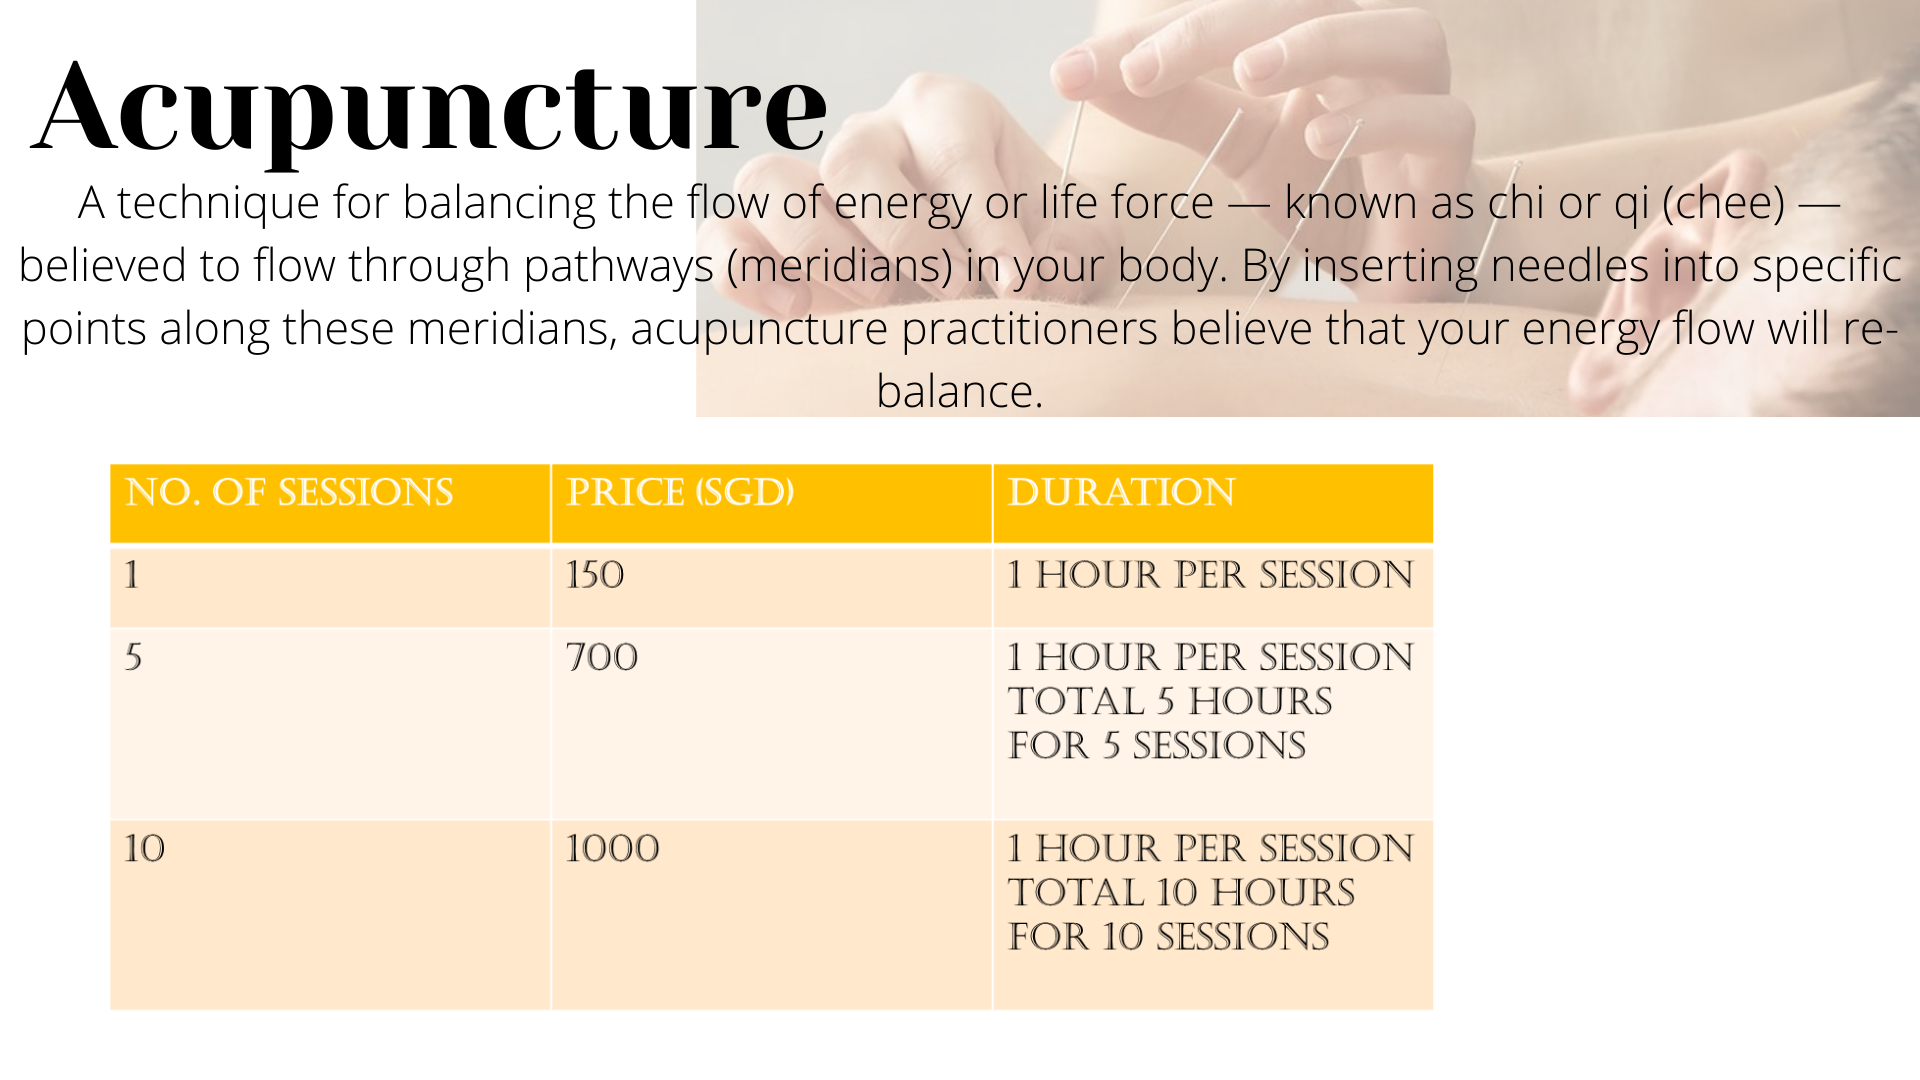 Acupuncture
A technique for balancing the flow of energy or life force — known as chi or qi (chee) —
believed to flow through pathways (meridians) in your body. By inserting needles into specific
points along these meridians, acupuncture practitioners believe that your energy flow will re-
balance.
NO. OF SESSIONS PRICE (SGD) DURATION
1 150 1 HOUR PER SESSION
5 700 1 HOUR PER SESSION
TOTAL 5 HOURS
FOR 5 SESSIONS
10 1000 1 HOUR PER SESSION
TOTAL 10 HOURS
FOR 10 SESSIONS